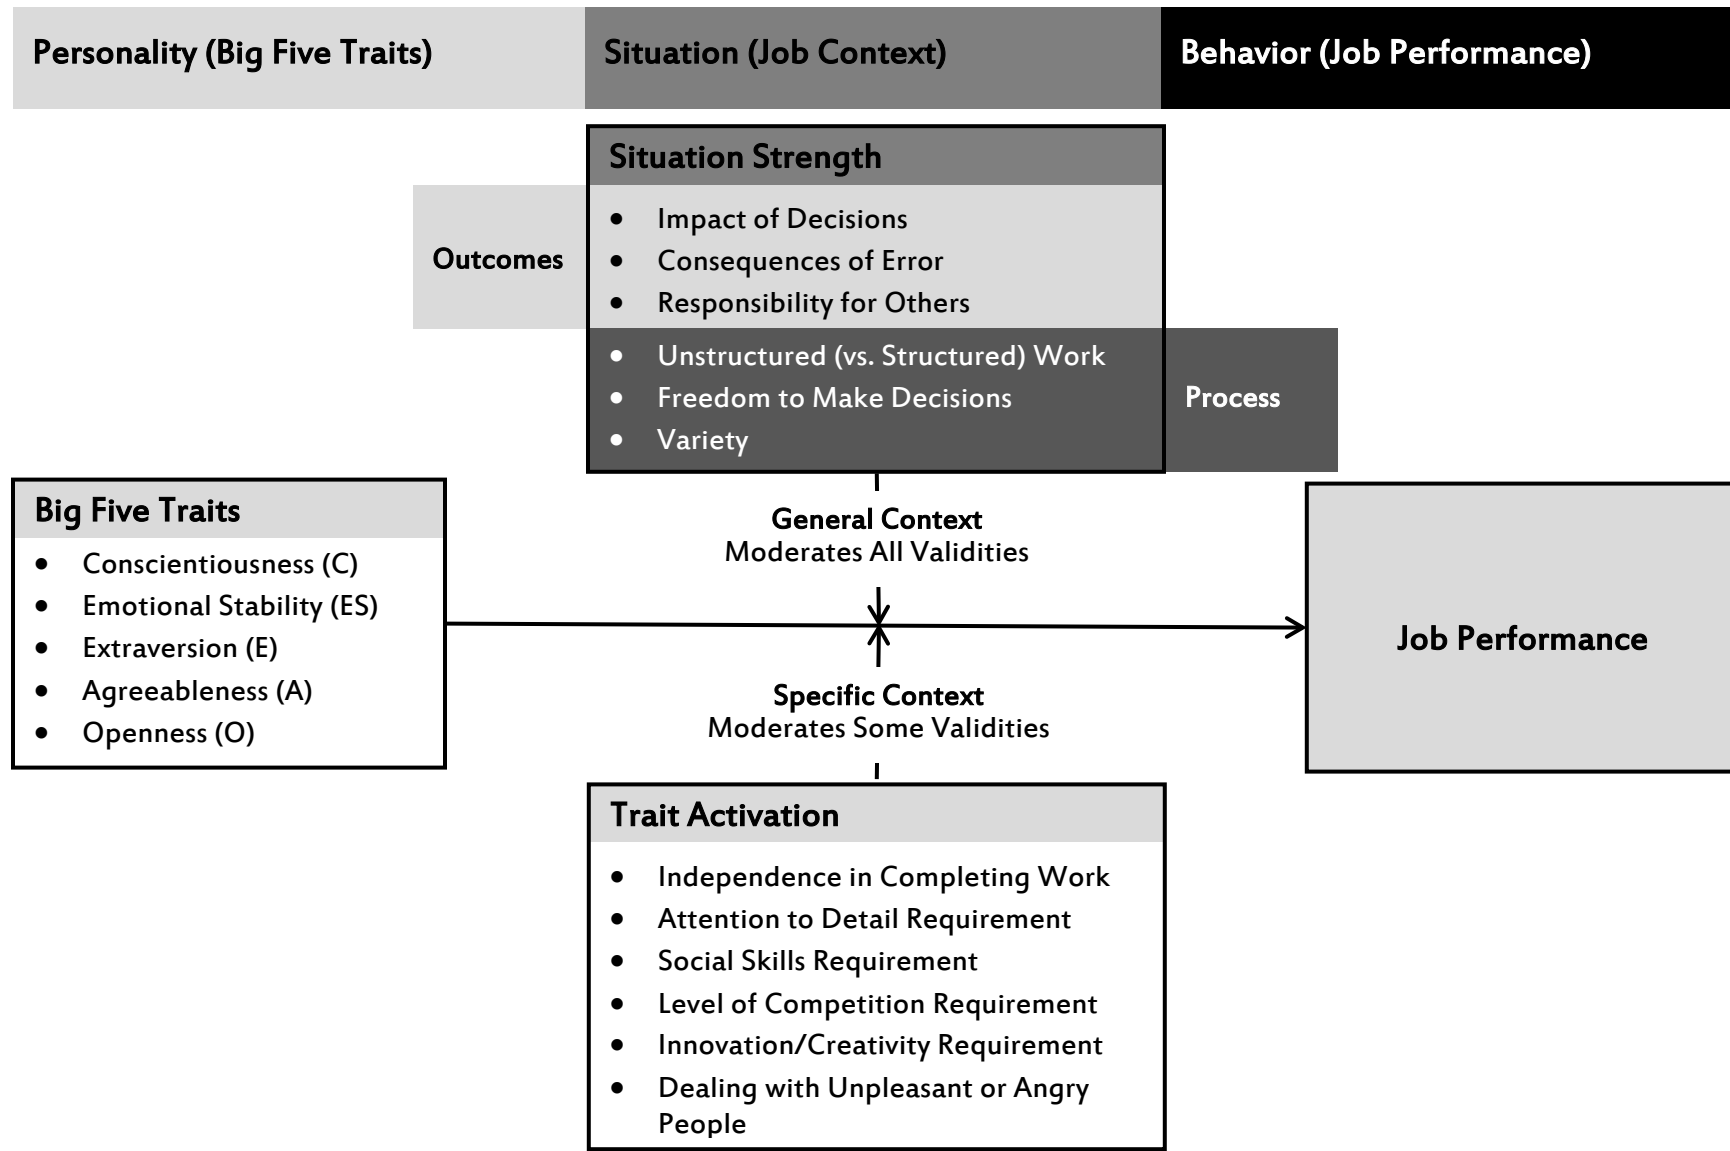 Personality (Big Five Traits)
Situation (Job Context)
Behavior (Job Performance)
Situation Strength
Outcomes
• Impact of Decisions
• Consequences of Error
• Responsibility for Others
• Unstructured (vs. Structured) Work
• Freedom to Make Decisions
• Variety
Process
Big Five Traits
• Conscientiousness (C)
• Emotional Stability (ES)
• Extraversion (E)
• Agreeableness (A)
• Openness (O)
General Context
Moderates All Validities
Specific Context
Moderates Some Validities
Job Performance
Trait Activation
• Independence in Completing Work
• Attention to Detail Requirement
• Social Skills Requirement
• Level of Competition Requirement
• Innovation/Creativity Requirement
• Dealing with Unpleasant or Angry
People